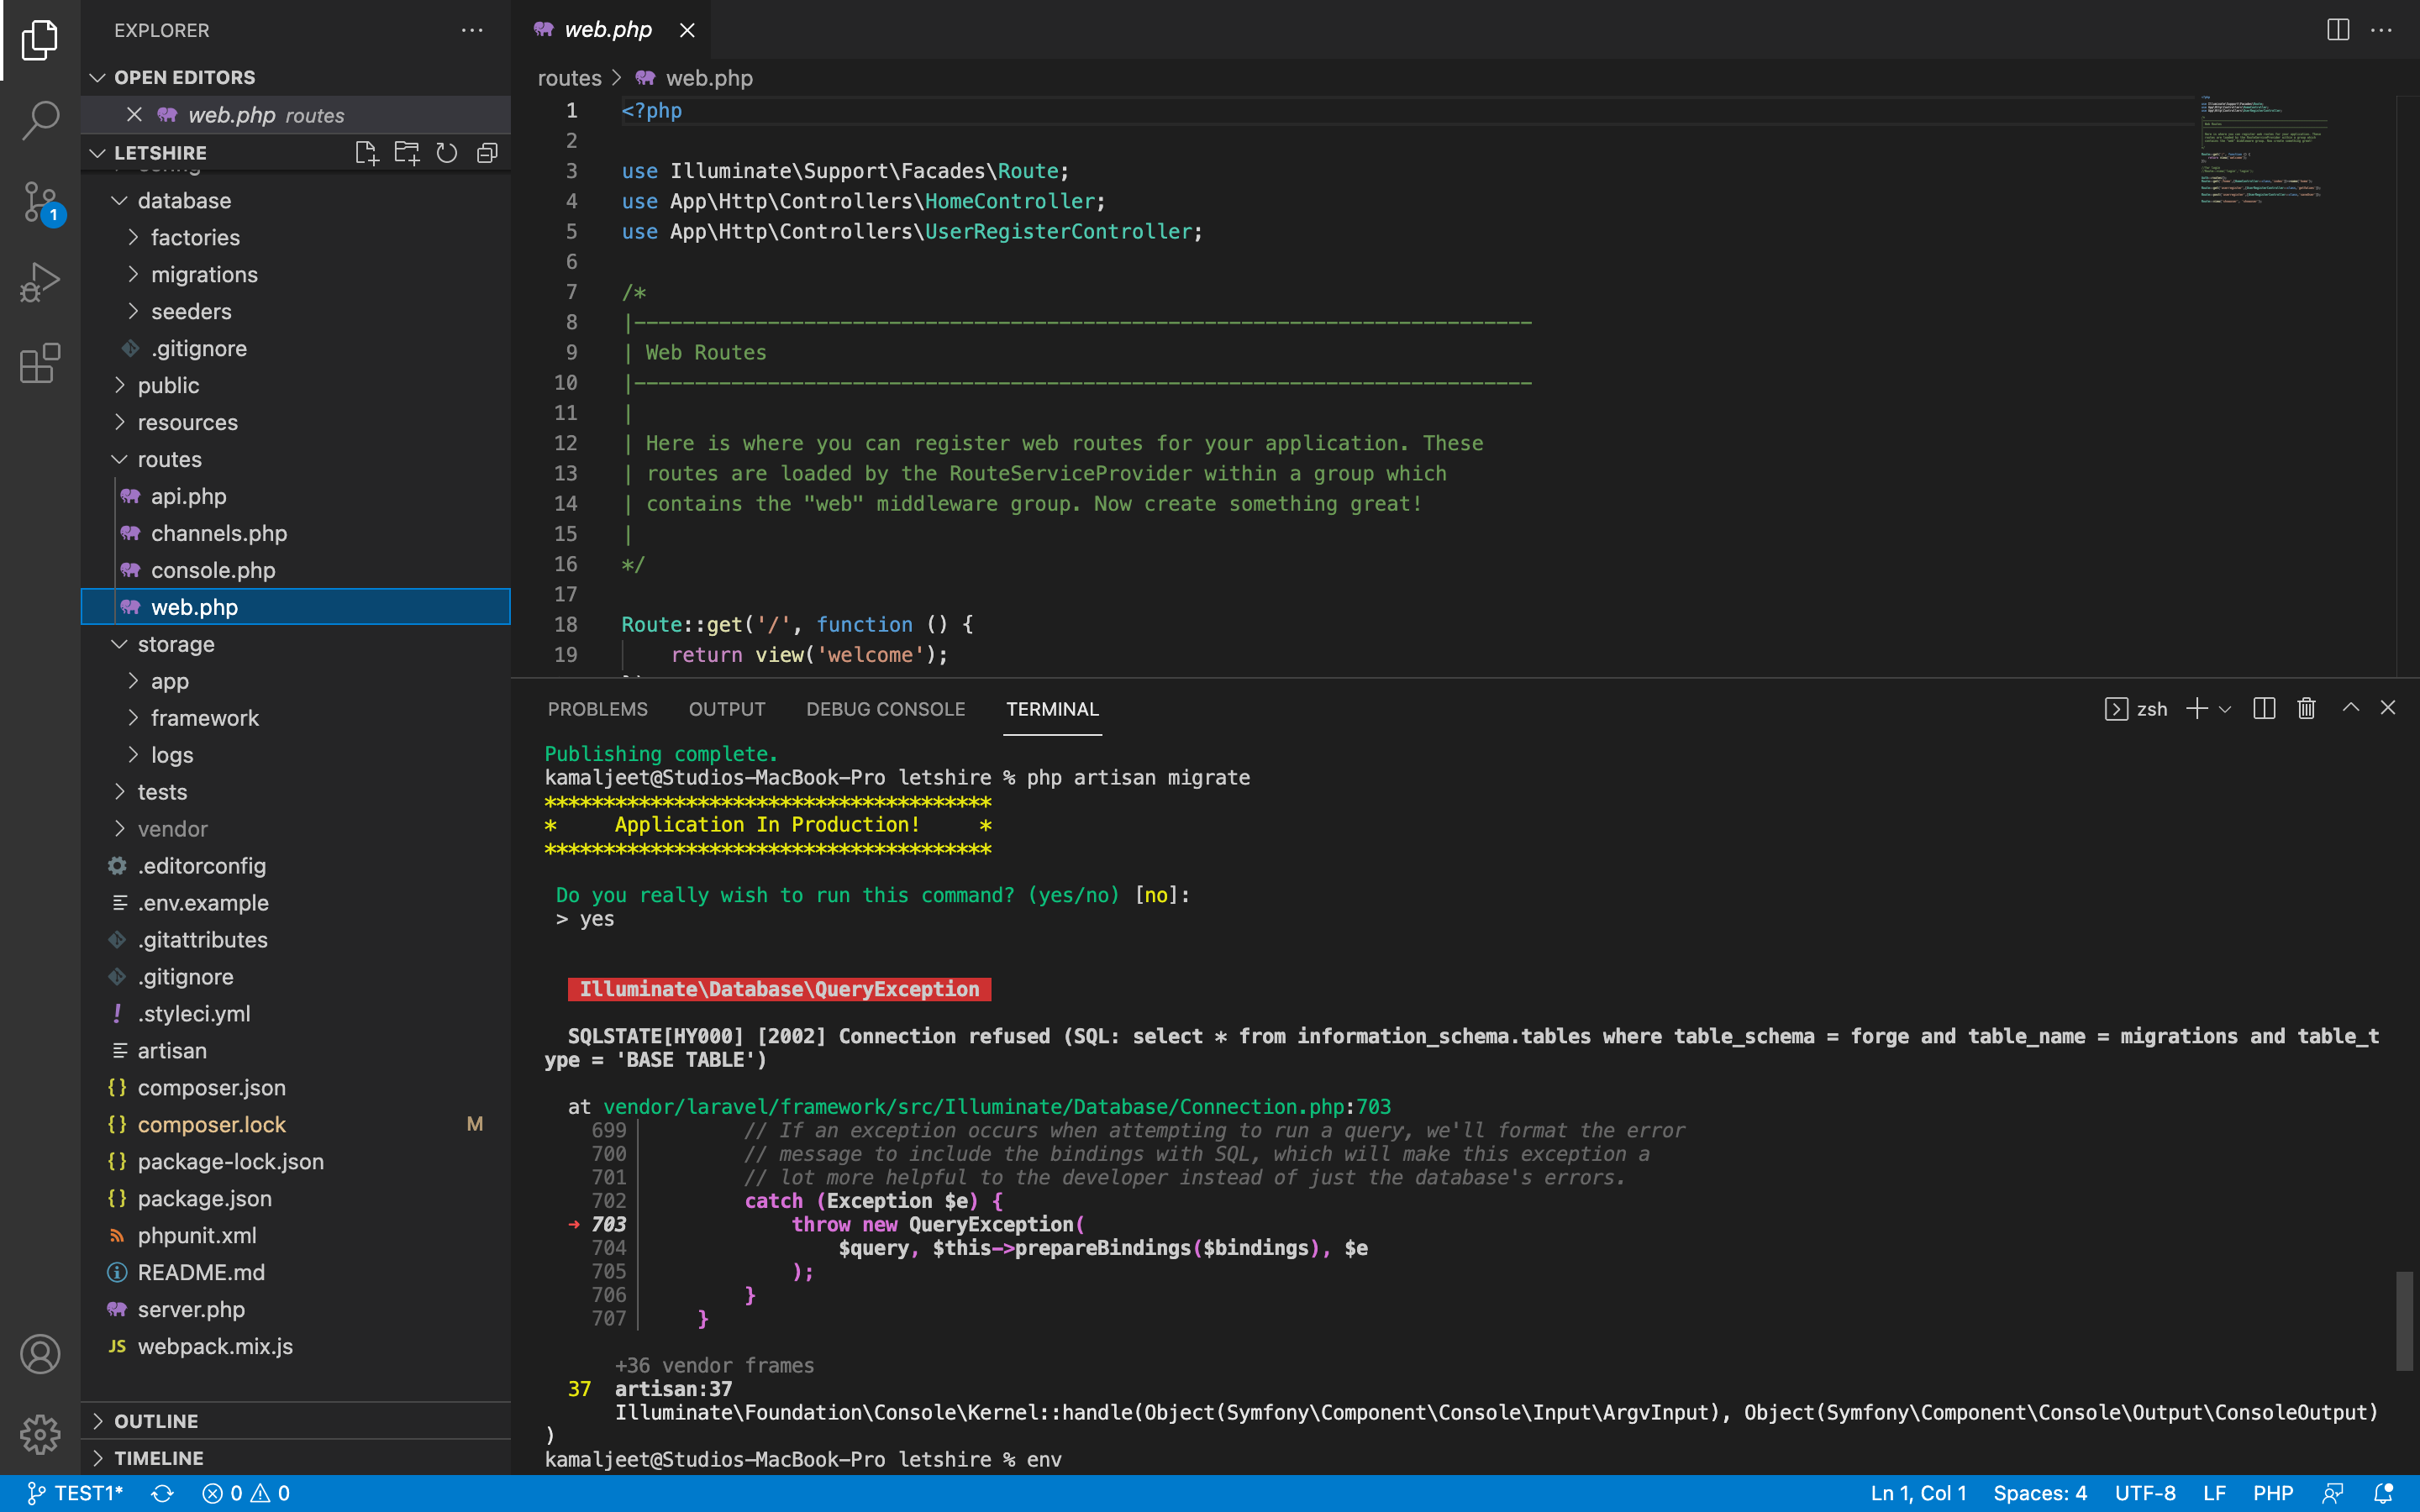 EXPLORER
OPEN EDITORS
web.php routes
LETSHIRE
database
factories
migrations
seeders
.gitignore
public
resources
routes
api.php
channels.php
console.php
web.php
storage
app
framework
logs
tests
vendor
.editorconfig
.env.example
.gitattributes
.gitignore
! .styleci.yml
artisan
{} composer.json
{} composer.lock M
{} package-lock.json
{} package.json
phpunit.xml
README.md
server.php
JS webpack.mix.js
OUTLINE
TIMELINE
1
web.php
routes > web.php
1 <?php
2
3 use Illuminate\Support\Facades\Route;
4 use App\Http\Controllers\HomeController;
5 use App\Http\Controllers\UserRegisterController;
6
7 /*
8 |--------------------------------------------------------------------------
9 | Web Routes
10 |--------------------------------------------------------------------------
11 |
12 | Here is where you can register web routes for your application. These
13 | routes are loaded by the RouteServiceProvider within a group which
14 | contains the "web" middleware group. Now create something great!
15 |
16 */
17
18 Route::get('/', function () {
19 return view('welcome');
PROBLEMS OUTPUT DEBUG CONSOLE TERMINAL
zsh
Publishing complete.
kamaljeet@Studios-MacBook-Pro letshire % php artisan migrate
**************************************
* Application In Production! *
**************************************
Do you really wish to run this command? (yes/no) [no]:
> yes
Illuminate\Database\QueryException
SQLSTATE[HY000] [2002] Connection refused (SQL: select * from information_schema.tables where table_schema = forge and table_name = migrations and table_t
ype = 'BASE TABLE')
at vendor/laravel/framework/src/Illuminate/Database/Connection.php:703
699 // If an exception occurs when attempting to run a query, we'll format the error
700 // message to include the bindings with SQL, which will make this exception a
701 // lot more helpful to the developer instead of just the database's errors.
702 catch (Exception $e) {
→ 703 throw new QueryException(
704 $query, $this->prepareBindings($bindings), $e
705 );
706 }
707 }
+36 vendor frames
37 artisan:37
Illuminate\Foundation\Console\Kernel::handle(Object(Symfony\Component\Console\Input\ArgvInput), Object(Symfony\Component\Console\Output\ConsoleOutput)
)
kamaljeet@Studios-MacBook-Pro letshire % env
TEST1* 0 0
Ln 1, Col 1 Spaces: 4 UTF-8 LF PHP